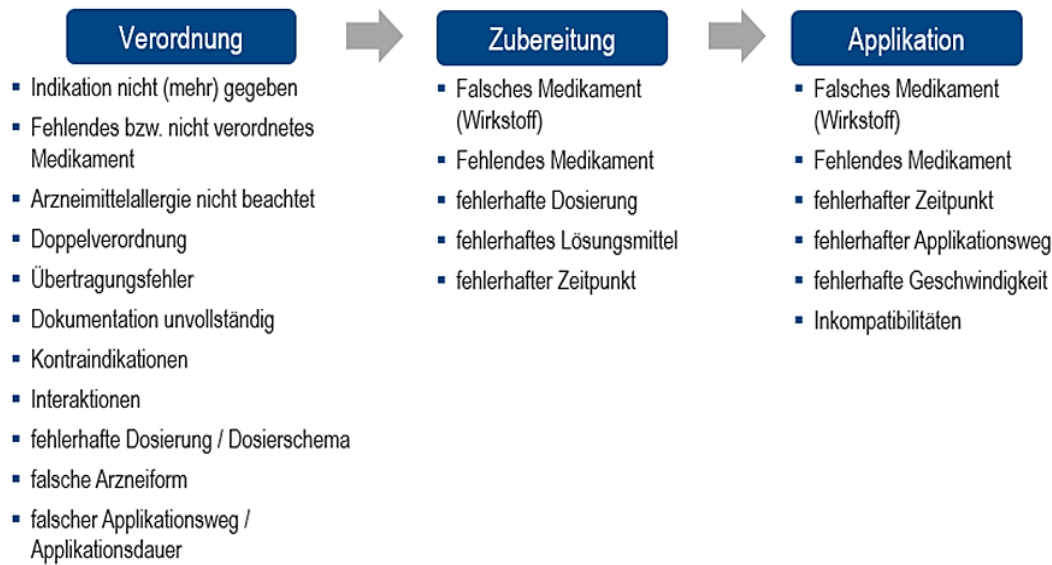 Verordnung
Indikation nicht (mehr) gegeben
Fehlendes bzw. nicht verordnetes
Medikament
Arzneimittelallergie nicht beachtet
Doppelverordnung
Übertragungsfehler
Dokumentation unvollständig
Kontraindikationen
Interaktionen
fehlerhafte Dosierung / Dosierschema
falsche Arzneiform
falscher Applikationsweg /
Applikationsdauer
Zubereitung
Falsches Medikament
(Wirkstoff)
Fehlendes Medikament
fehlerhafte Dosierung
fehlerhaftes Lösungsmittel
fehlerhafter Zeitpunkt
Applikation
Falsches Medikament
(Wirkstoff)
Fehlendes Medikament
fehlerhafter Zeitpunkt
fehlerhafter Applikationsweg
fehlerhafte Geschwindigkeit
Inkompatibilitäten